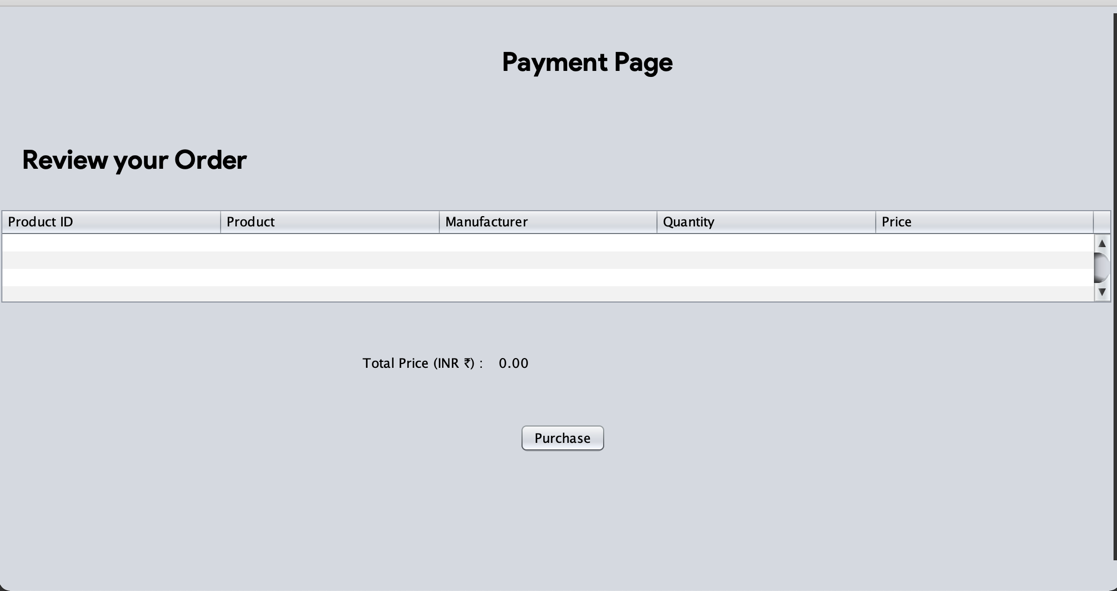 Payment Page
Review your Order
Product ID Product Manufacturer Quantity Price
Total Price (INR ₹) : 0.00
Purchase